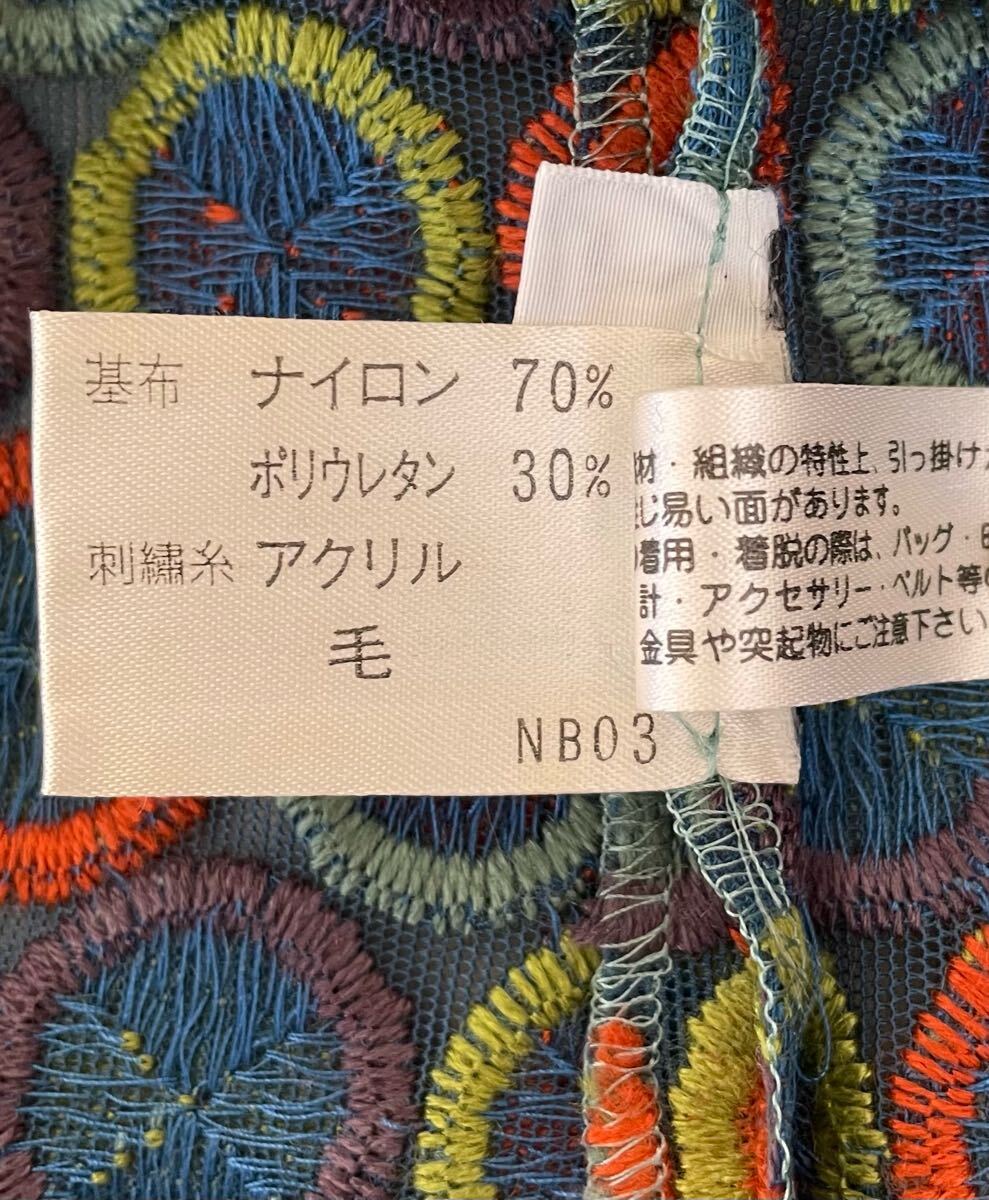 基布 ナイロン 70%
ポリウレタン 30%
刺繍糸 アクリル
毛
NB03
材・組織の特性上、引っ掛け
じ易い面があります。
着用・着脱の際は、バッグ・
計・アクセサリー・ベルト等の
金具や突起物にご注意下さい